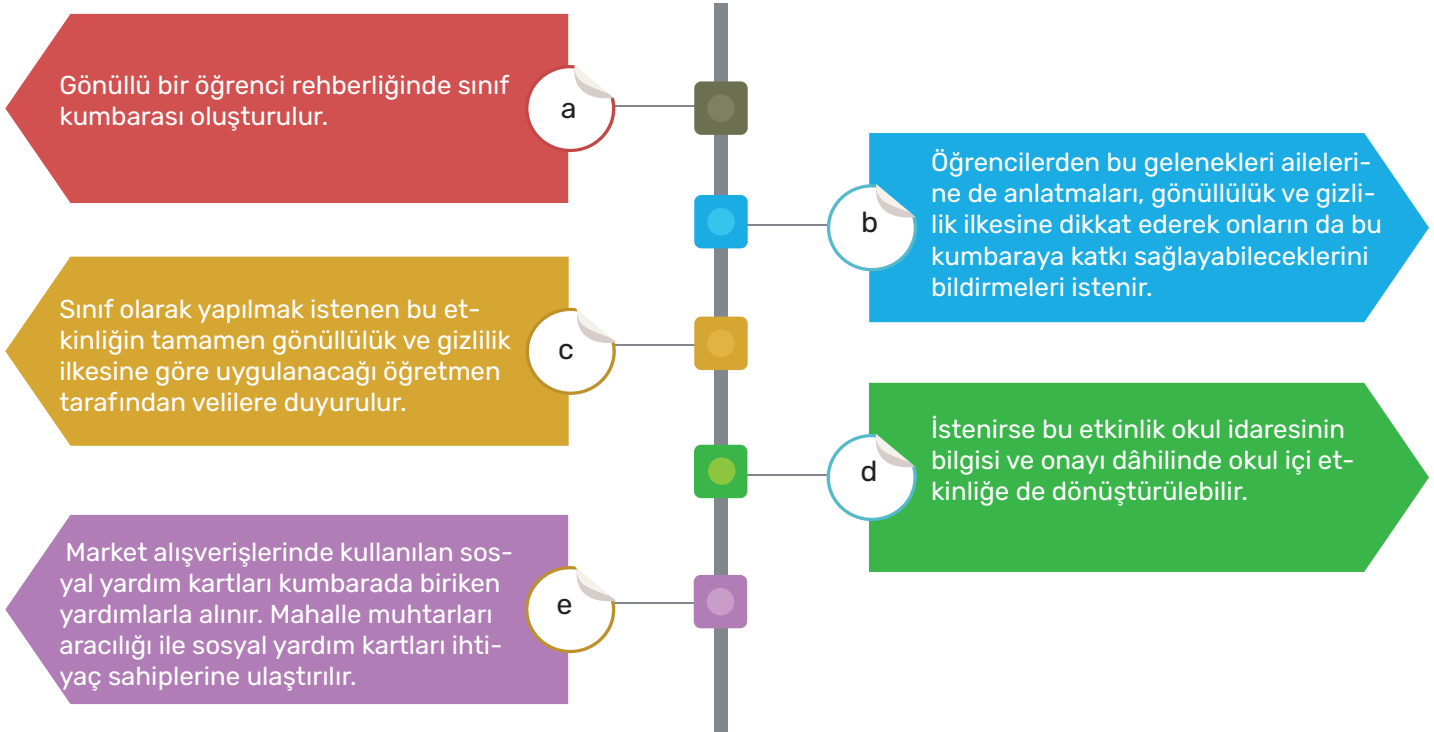 Gönüllü bir öğrenci rehberliğinde sınıf
kumbarası oluşturulur.
a
Öğrencilerden bu gelenekleri aileleri-
ne de anlatmaları, gönüllülük ve gizli-
lik ilkesine dikkat ederek onların da bu
kumbaraya katkı sağlayabileceklerini
bildirmeleri istenir.
b
Sınıf olarak yapılmak istenen bu et-
kinliğin tamamen gönüllülük ve gizlilik
ilkesine göre uygulanacağı öğretmen
tarafından velilere duyurulur.
c
İstenirse bu etkinlik okul idaresinin
bilgisi ve onayı dâhilinde okul içi et-
kinliğe de dönüştürülebilir.
d
Market alışverişlerinde kullanılan sos-
yal yardım kartları kumbarada biriken
yardımlarla alınır. Mahalle muhtarları
aracılığı ile sosyal yardım kartları ihti-
yaç sahiplerine ulaştırılır.
e